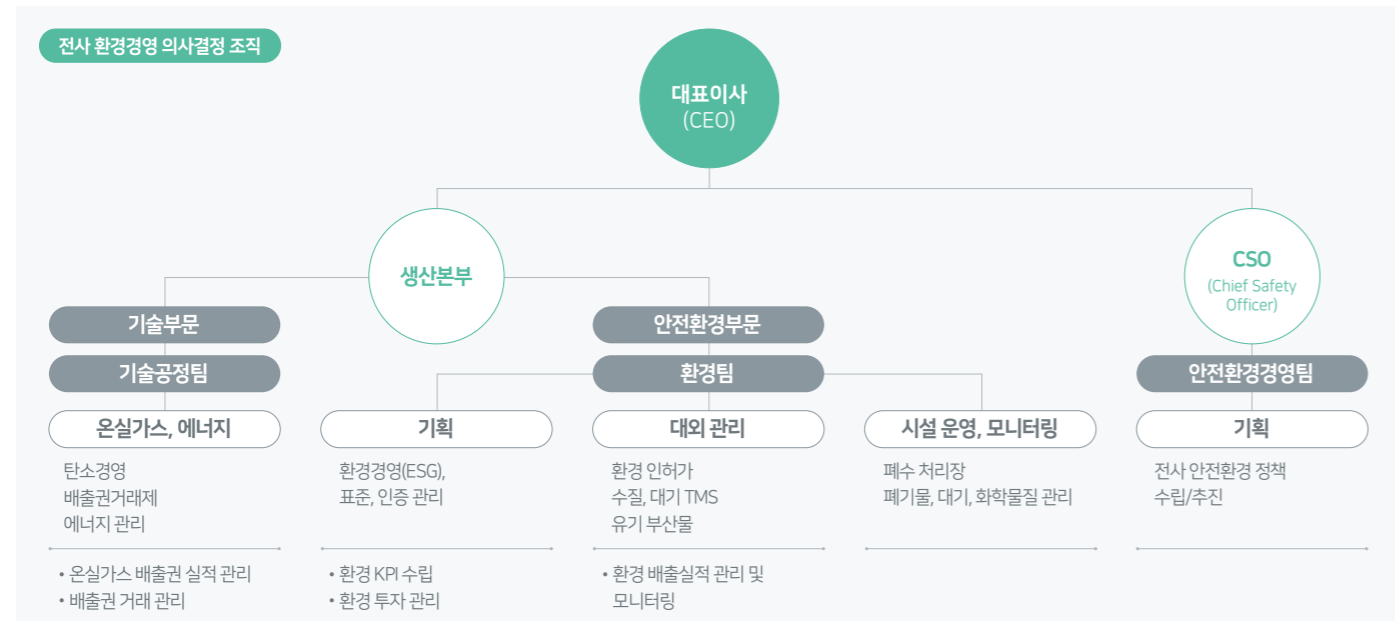 전사 환경경영 의사결정 조직
대표이사
(CEO)
생산본부
CSO
(Chief Safety
Officer)
기술부문
기술공정팀
온실가스, 에너지
탄소경영
배출권거래제
에너지 관리
• 온실가스 배출권 실적 관리
• 배출권 거래 관리
안전환경부문
환경팀
기획
환경경영(ESG),
표준, 인증 관리
• 환경 KPI 수립
• 환경 투자 관리
대외 관리
환경 인허가
수질, 대기 TMS
유기 부산물
• 환경 배출실적 관리 및
모니터링
시설 운영, 모니터링
폐수 처리장
폐기물, 대기, 화학물질 관리
안전환경경영팀
기획
전사 안전환경 정책
수립/추진